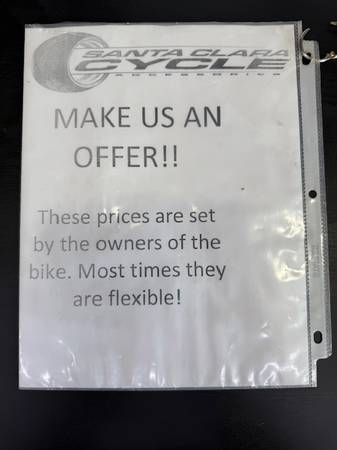 SANTA CLARA
CYCLE
ACCESSORIES
MAKE US AN
OFFER!!
These prices are set
by the owners of the
bike. Most times they
are flexible!